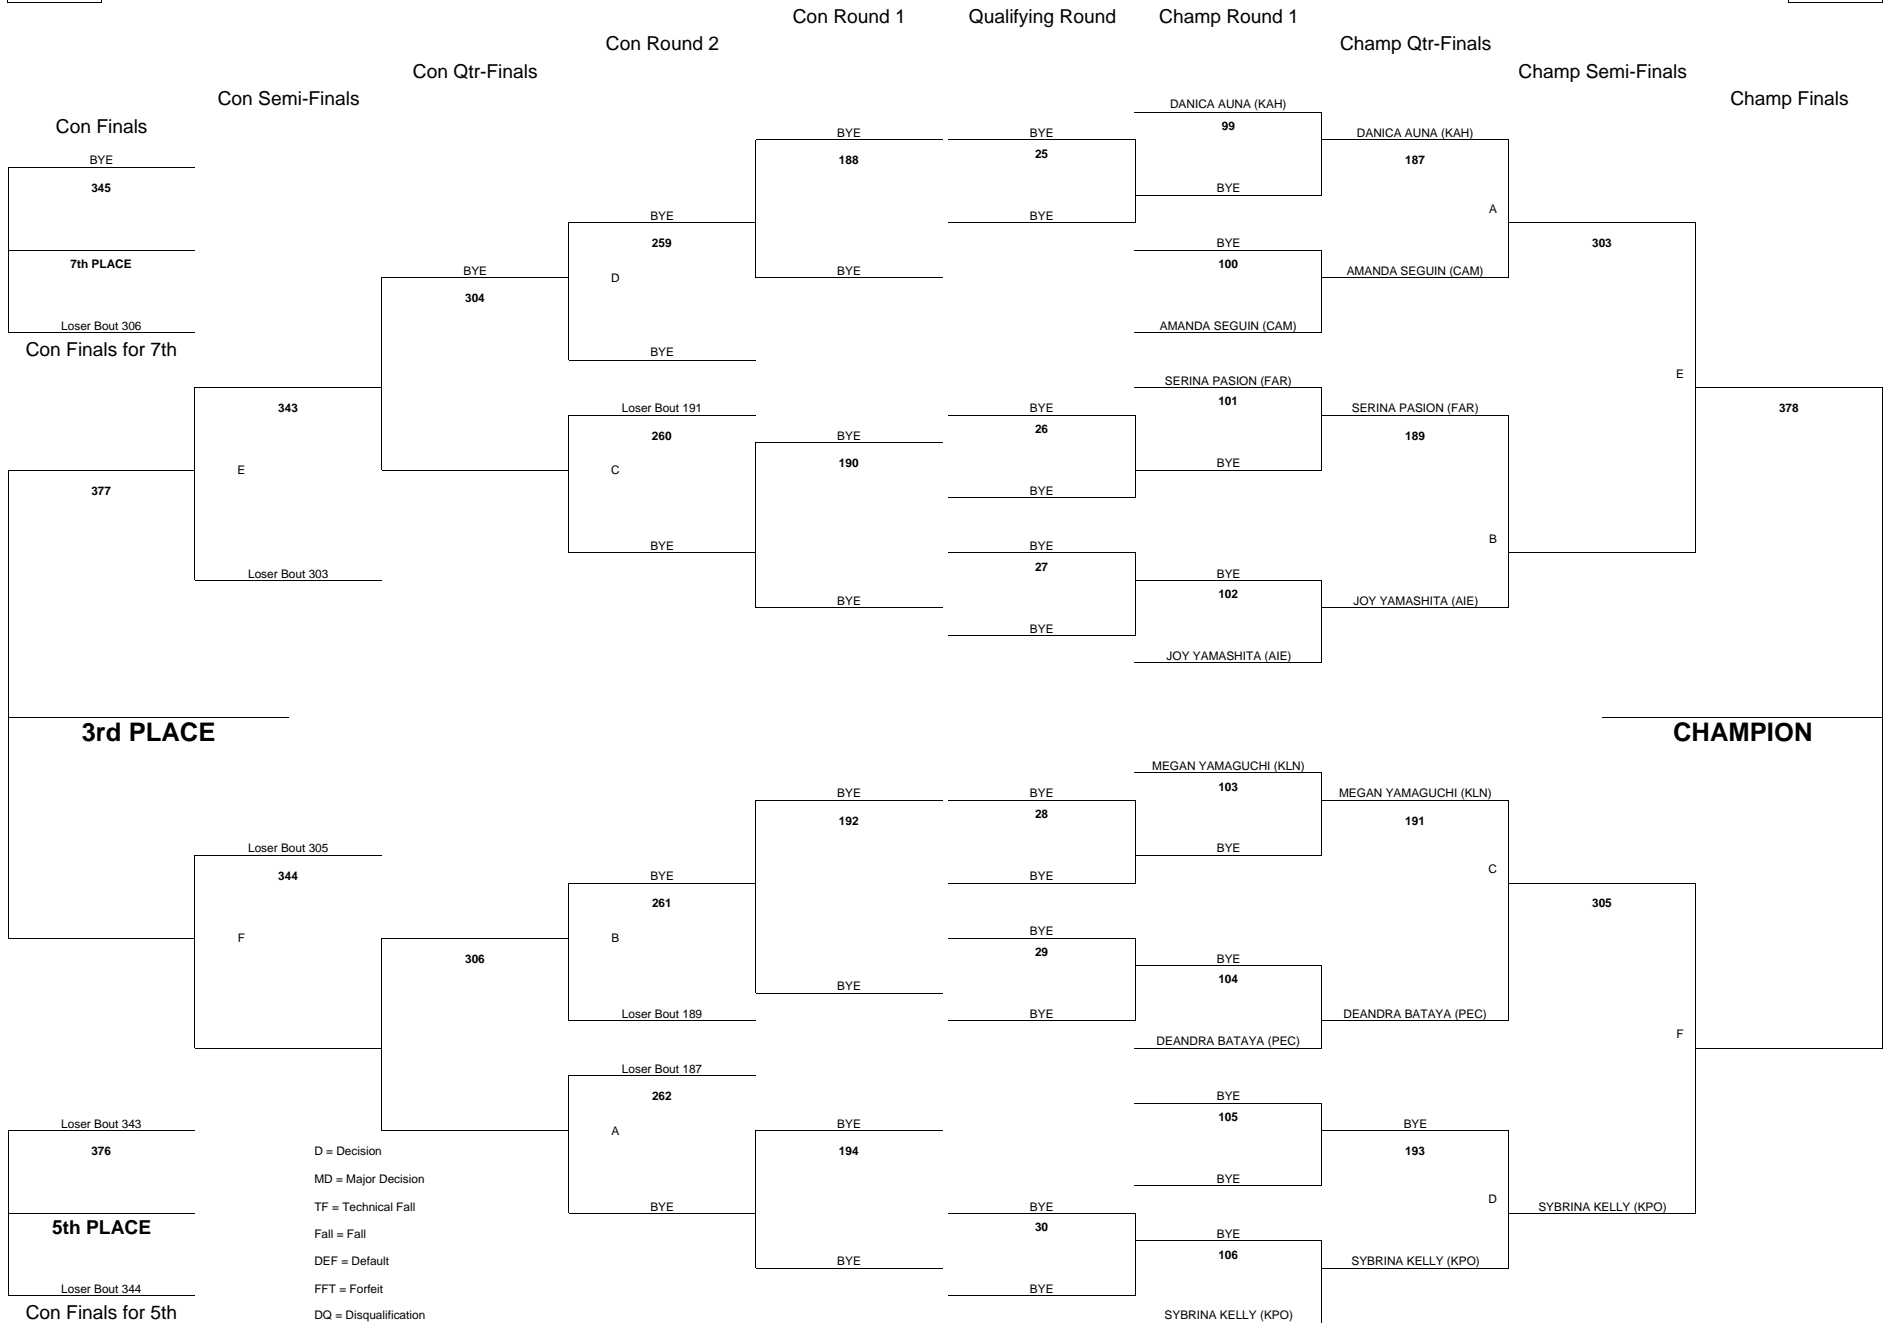 Con Round 1 Qualifying Round Champ Round 1
Con Round 2 Champ Qtr-Finals
Con Qtr-Finals Champ Semi-Finals
Con Semi-Finals Champ Finals
DANICA AUNA (KAH)
Con Finals 99
BYE BYE DANICA AUNA (KAH)
25
BYE 188 187
345 BYE
A
BYE BYE
259 BYE 303
7th PLACE 100
BYE BYE AMANDA SEGUIN (CAM)
D
304
Loser Bout 306 AMANDA SEGUIN (CAM)
Con Finals for 7th BYE
E
SERINA PASION (FAR)
101
343 Loser Bout 191 BYE SERINA PASION (FAR) 378
26
260 BYE 189
190 BYE
E C
377 BYE
B
BYE BYE
27
Loser Bout 303 BYE
102
BYE JOY YAMASHITA (AIE)
BYE
JOY YAMASHITA (AIE)
3rd PLACE CHAMPION
MEGAN YAMAGUCHI (KLN)
103
BYE BYE MEGAN YAMAGUCHI (KLN)
28
192 191
Loser Bout 305 BYE
344 BYE BYE C
261 305
BYE
F B
29
306 BYE
104
BYE
Loser Bout 189 BYE DEANDRA BATAYA (PEC)
F
DEANDRA BATAYA (PEC)
Loser Bout 187
262 BYE
105
Loser Bout 343 BYE BYE
A
376 D = Decision 194 193
MD = Major Decision BYE
D
TF = Technical Fall BYE BYE SYBRINA KELLY (KPO)
5th PLACE 30
Fall = Fall BYE
106
DEF = Default BYE SYBRINA KELLY (KPO)
Loser Bout 344 FFT = Forfeit BYE
Con Finals for 5th DQ = Disqualification SYBRINA KELLY (KPO)